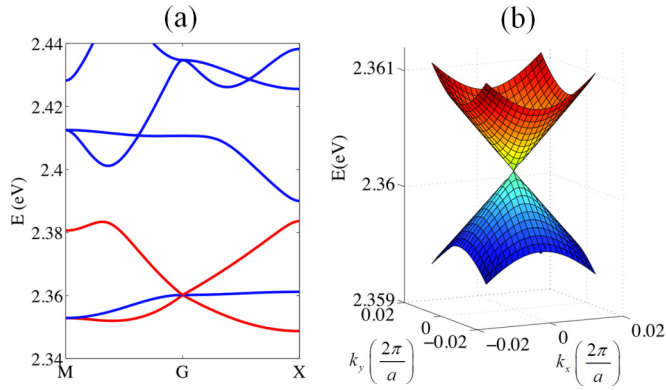 (a)
2.44
2.42
2.4
2.38
2.36
2.34
E (eV)
M
G
X
(b)
2.361
2.36
2.359
E(eV)
0.02
0
−0.02
−0.02
0
0.02
k_y (2π/a)
k_x (2π/a)